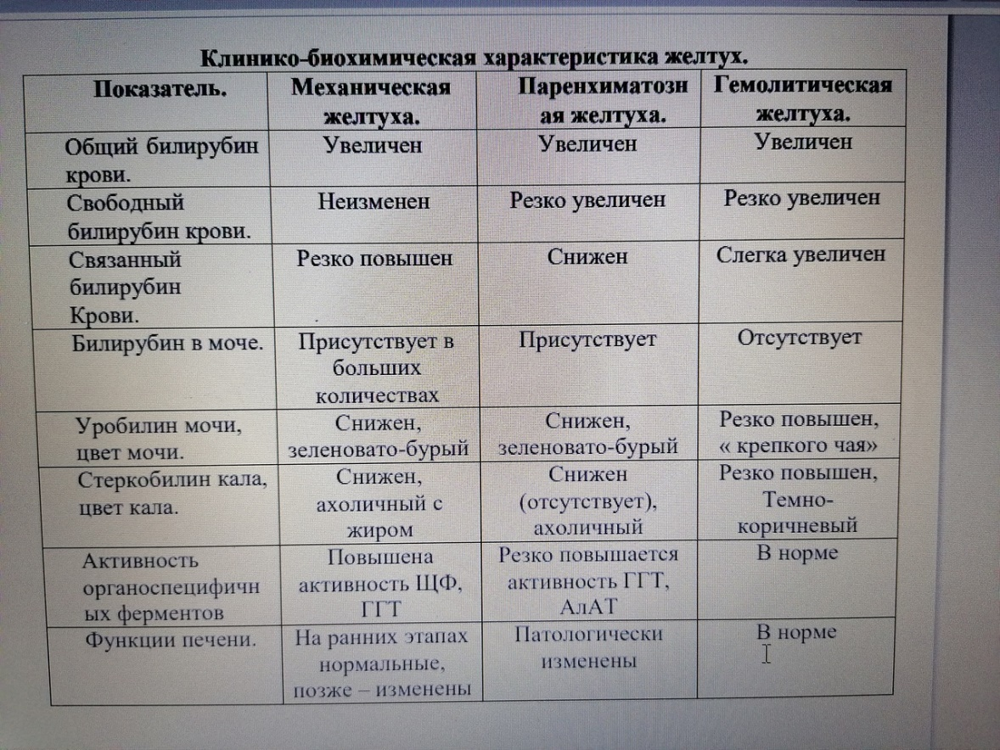 Клинико-биохимическая характеристика желтух.
Показатель.
Механическая
желтуха.
Паренхиматозн
ая желтуха.
Гемолитическая
желтуха.
Общий билирубин
крови.
Увеличен
Увеличен
Увеличен
Свободный
билирубин крови.
Неизменен
Резко увеличен
Резко увеличен
Связанный
билирубин
Крови.
Резко повышен
Снижен
Слегка увеличен
Билирубин в моче.
Присутствует в
больших
количествах
Присутствует
Отсутствует
Уробилин мочи,
цвет мочи.
Снижен,
зеленовато-бурый
Снижен,
зеленовато-бурый
Резко повышен,
« крепкого чая»
Стеркобилин кала,
цвет кала.
Снижен,
ахоличный с
жиром
Снижен
(отсутствует),
ахоличный
Резко повышен,
Темно-
коричневый
Активность
органоспецифичн
ых ферментов
Повышена
активность ЩФ,
ГГТ
Резко повышается
активность ГГТ,
АлАТ
В норме
Функции печени.
На ранних этапах
нормальные,
позже – изменены
Патологически
изменены
В норме